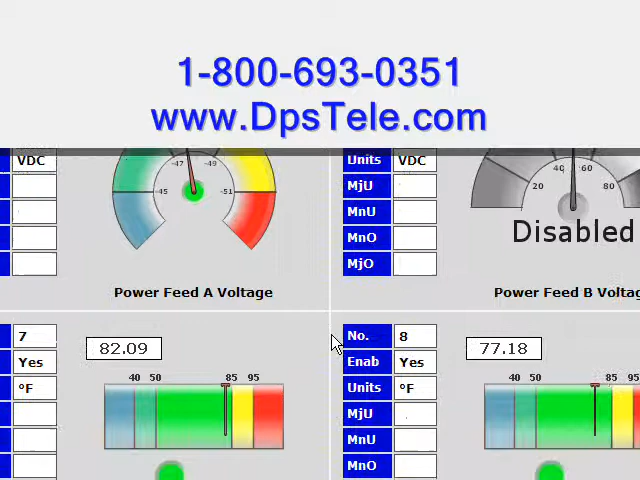 1-800-693-0351
www.DpsTele.com
VDC
-47 -49
-45 -51
Power Feed A Voltage
Units VDC
MjU
MnU
MnO
MjO
40 60
20 80
Disabled
Power Feed B Voltag
7
Yes
°F
82.09
40 50 85 95
No. 8
Enab Yes
Units °F
MjU
MnU
MnO
77.18
40 50 85 95